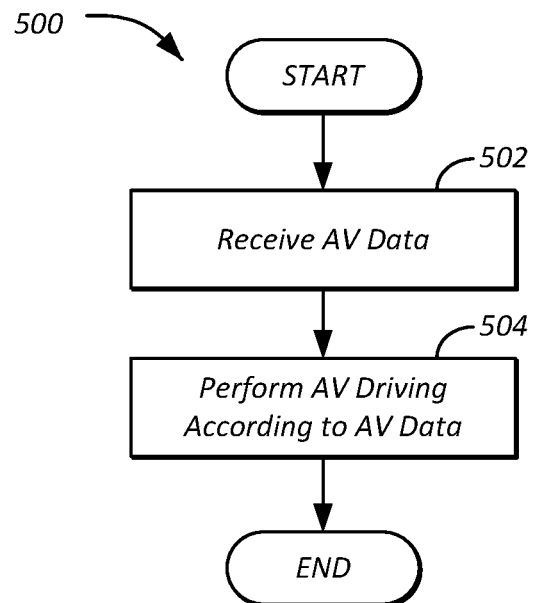 500
START
502
Receive AV Data
504
Perform AV Driving
According to AV Data
END